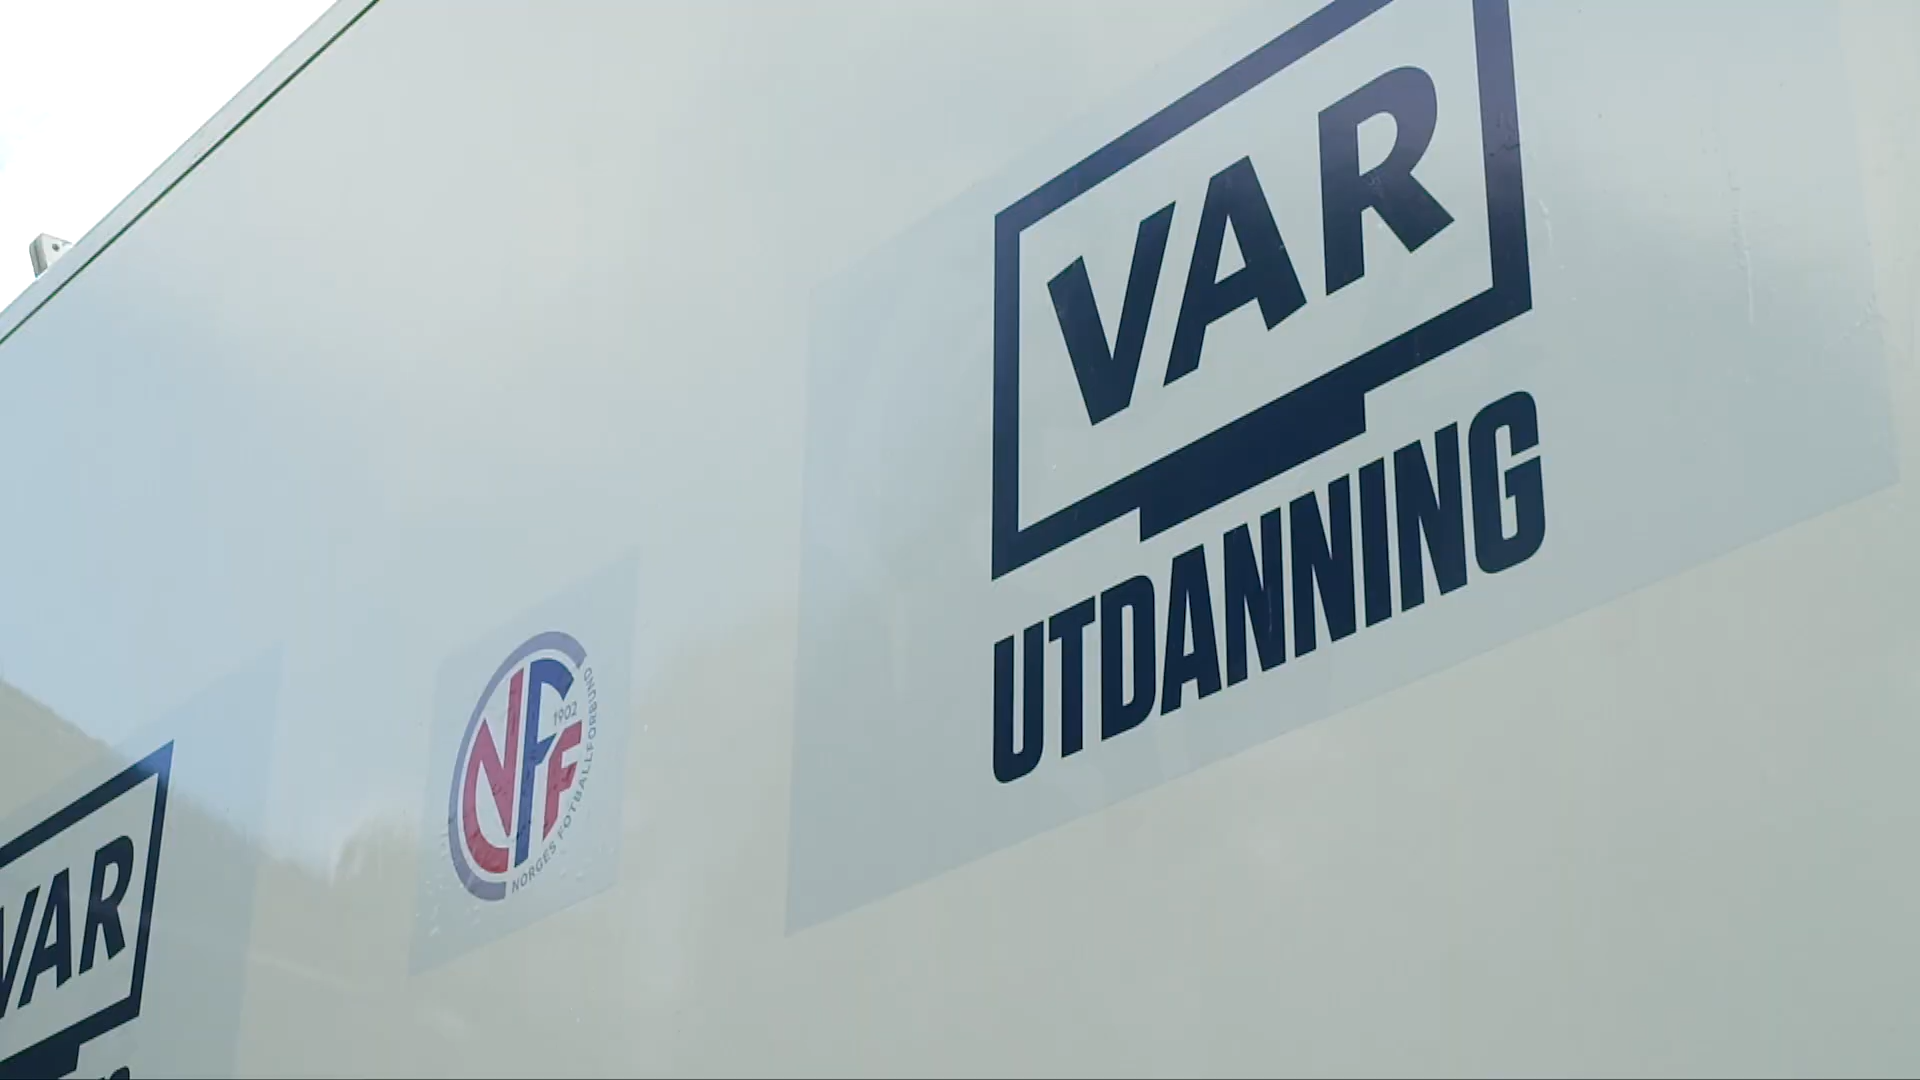 VAR
UTDANNING
NFF
1902
NORGES FOTBALLFORBUND
VAR